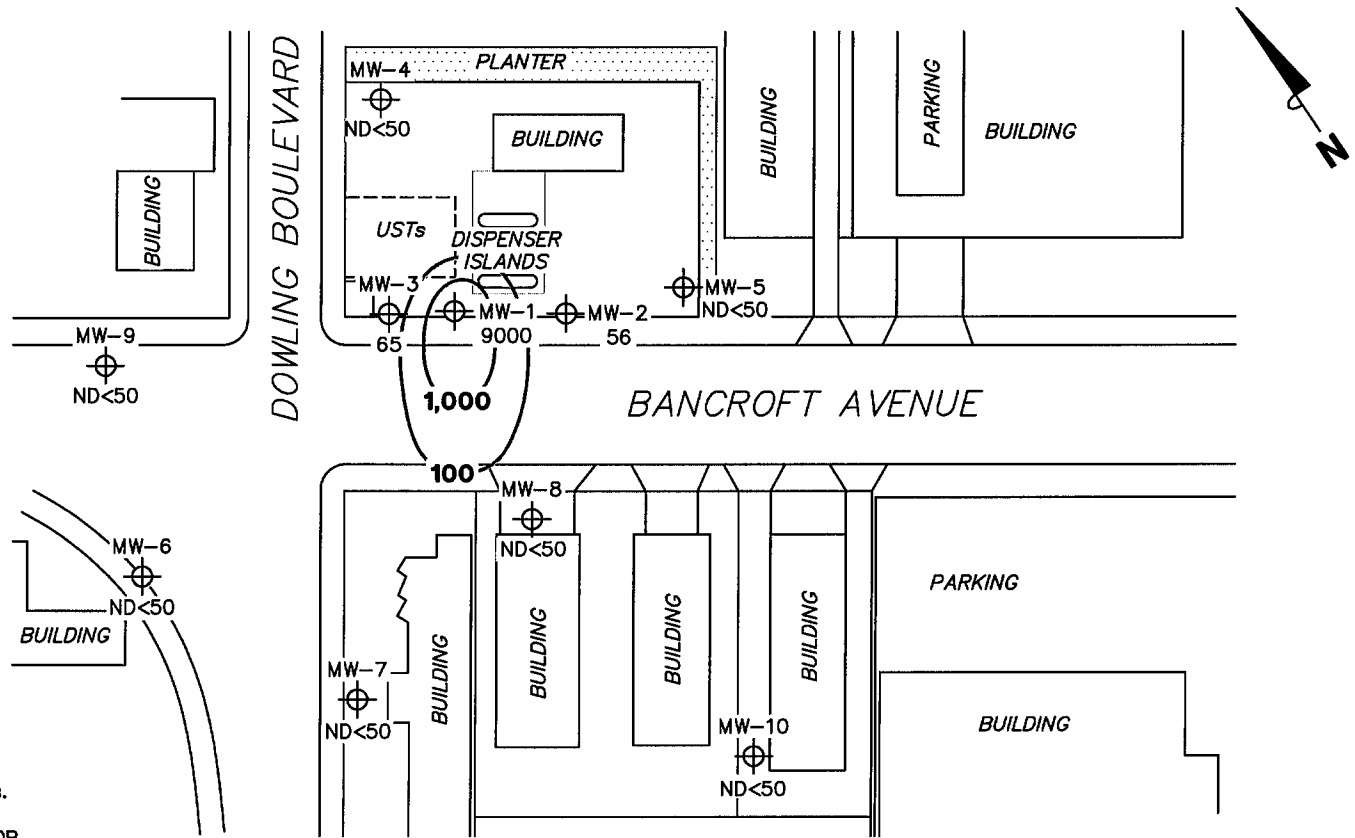 DOWLING BOULEVARD
MW-4
ND<50
PLANTER
BUILDING
BUILDING
PARKING
BUILDING
N
BUILDING
USTs
DISPENSER
ISLANDS
MW-3
65
MW-1
9000
MW-2
56
MW-5
ND<50
MW-9
ND<50
1,000
100
BANCROFT AVENUE
MW-8
ND<50
MW-6
ND<50
BUILDING
MW-7
ND<50
BUILDING
BUILDING
BUILDING
BUILDING
MW-10
ND<50
PARKING
BUILDING